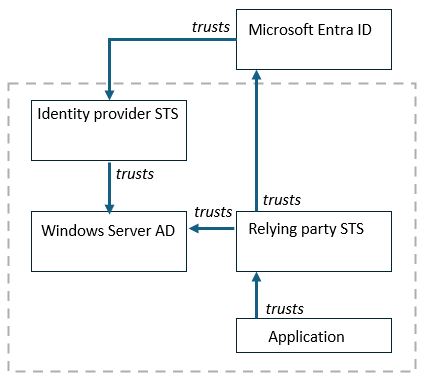 trusts
Microsoft Entra ID
Identity provider STS
trusts
trusts
trusts
Windows Server AD
Relying party STS
trusts
Application